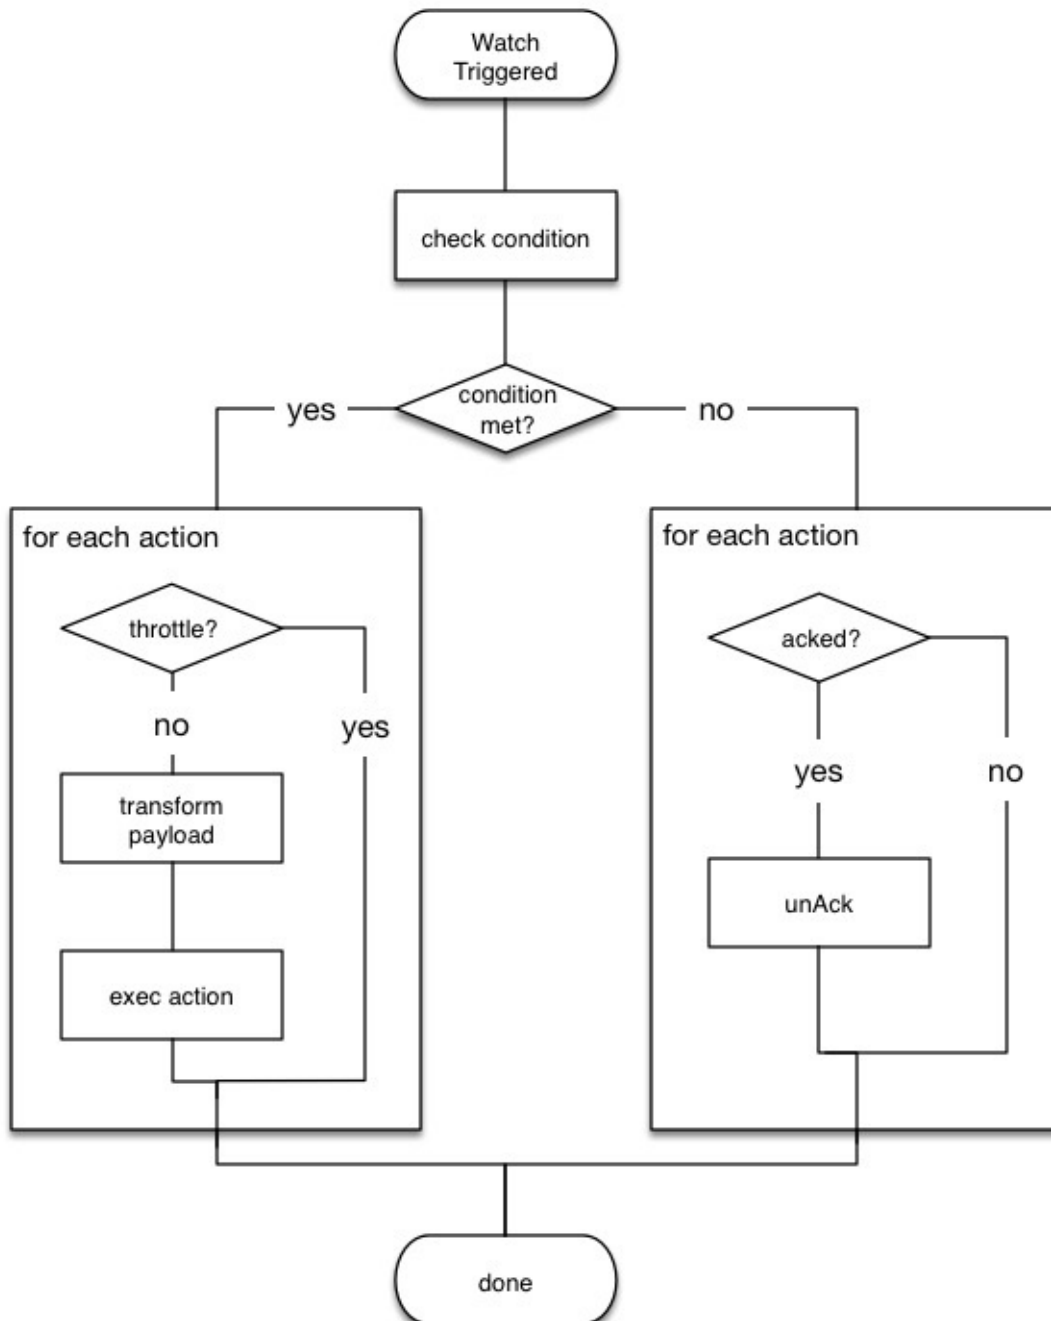 Watch
Triggered
check condition
condition
met?
yes
no
for each action
throttle?
no
yes
transform
payload
exec action
for each action
acked?
yes
no
unAck
done